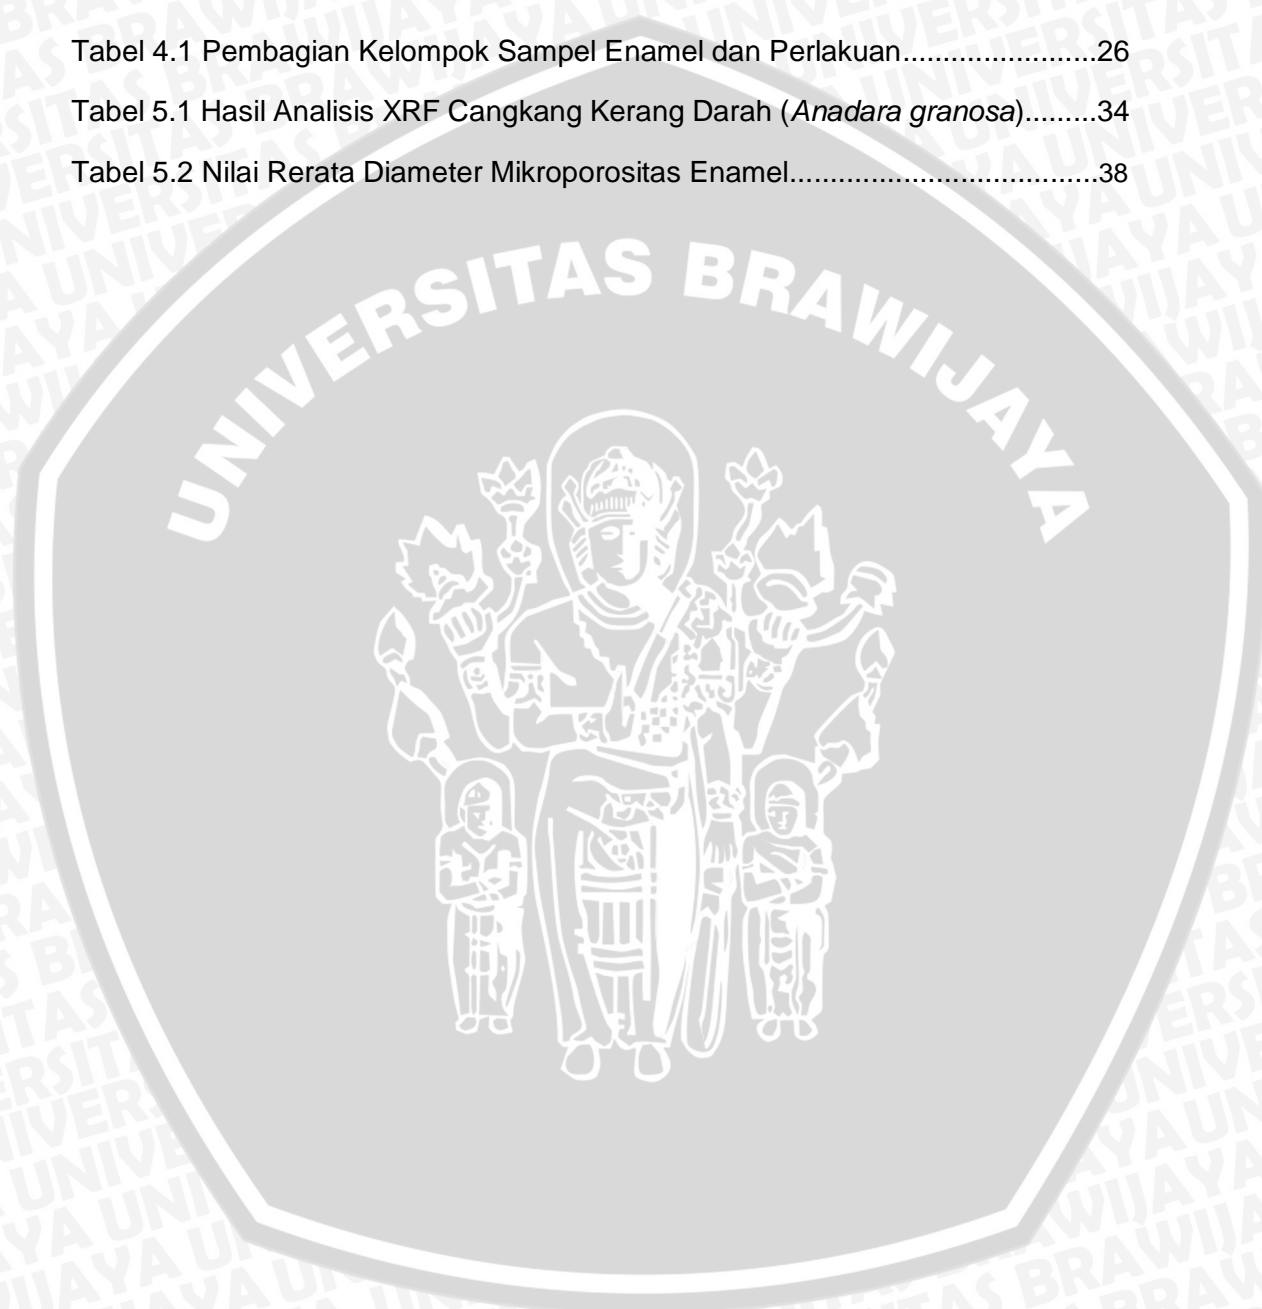 Tabel 4.1 Pembagian Kelompok Sampel Enamel dan Perlakuan........................26
Tabel 5.1 Hasil Analisis XRF Cangkang Kerang Darah (Anadara granosa).........34
Tabel 5.2 Nilai Rerata Diameter Mikroporositas Enamel......................................38
UNIVERSITAS BRAWIJAYA